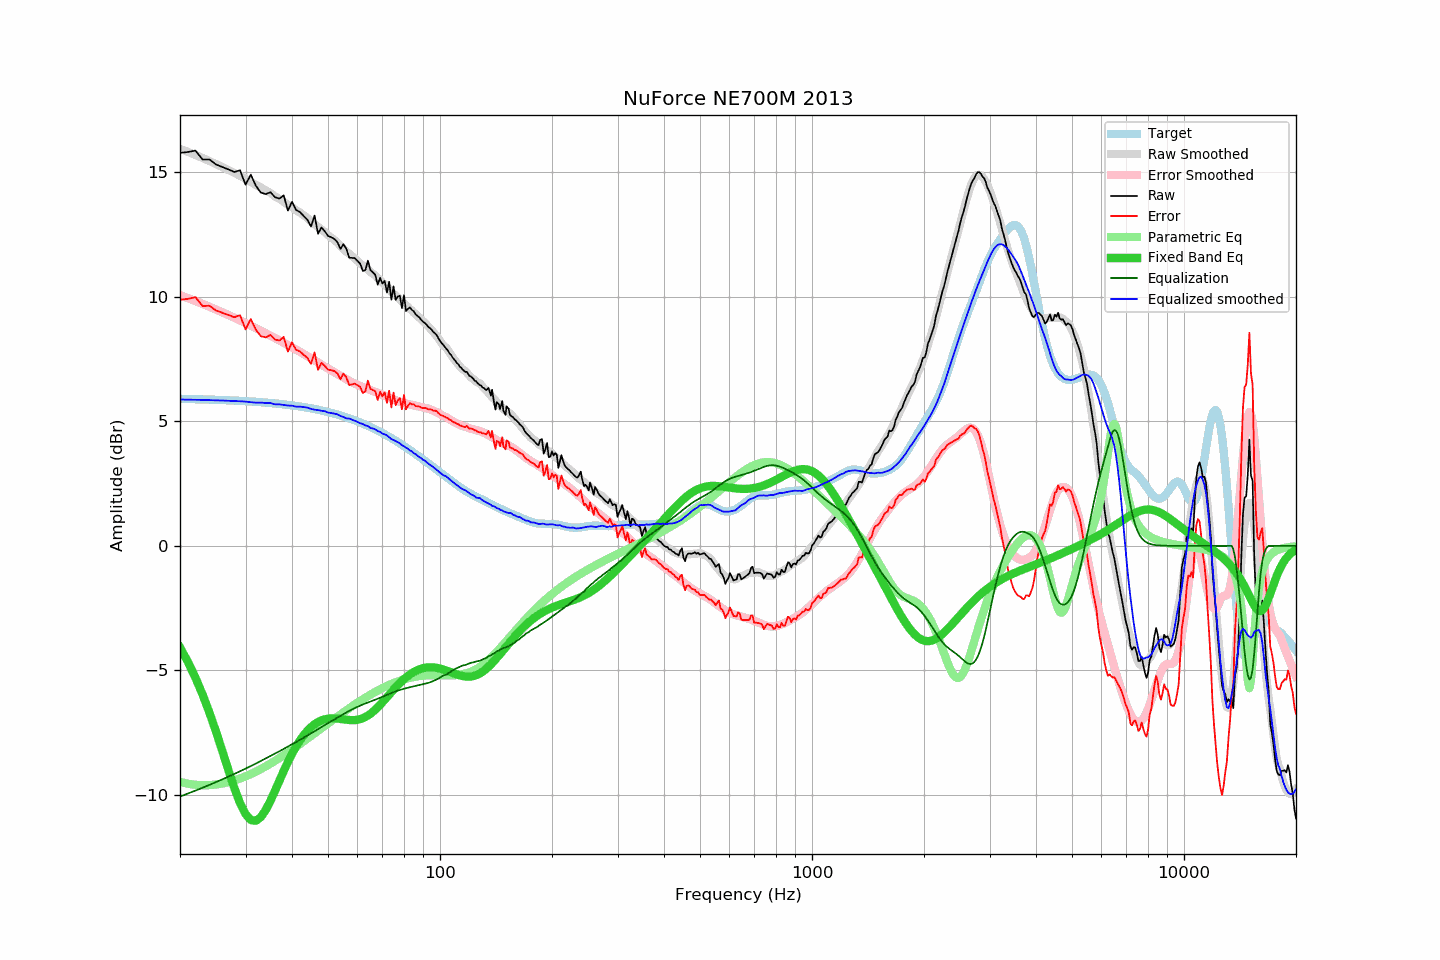 NuForce NE700M 2013
Amplitude (dBr)
15
10
5
0
−5
−10
100
1000
10000
Frequency (Hz)
Target
Raw Smoothed
Error Smoothed
Raw
Error
Parametric Eq
Fixed Band Eq
Equalization
Equalized smoothed